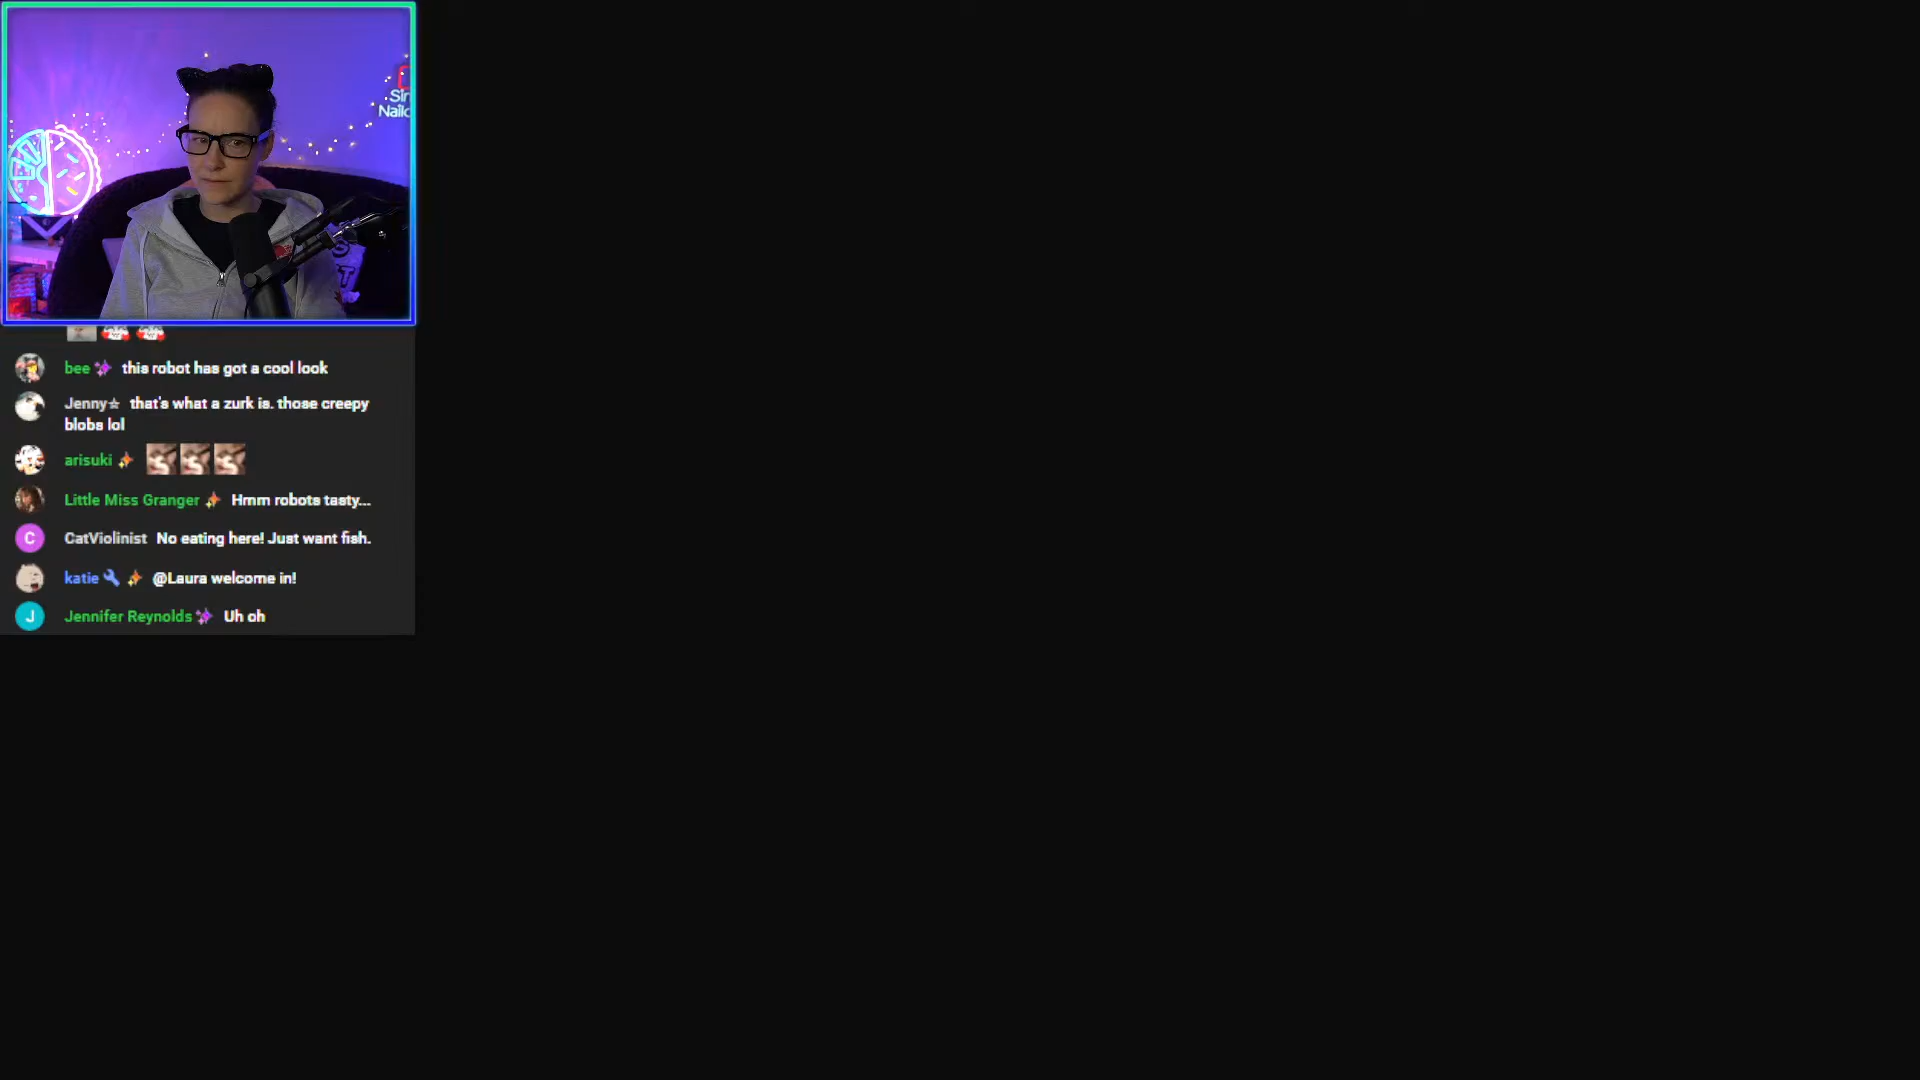 bee this robot has got a cool look
Jenny☆ that's what a zurk is. those creepy
blobs lol
arisuki
Little Miss Granger Hmm robots tasty...
C CatViolinist No eating here! Just want fish.
katie @Laura welcome in!
J Jennifer Reynolds Uh oh